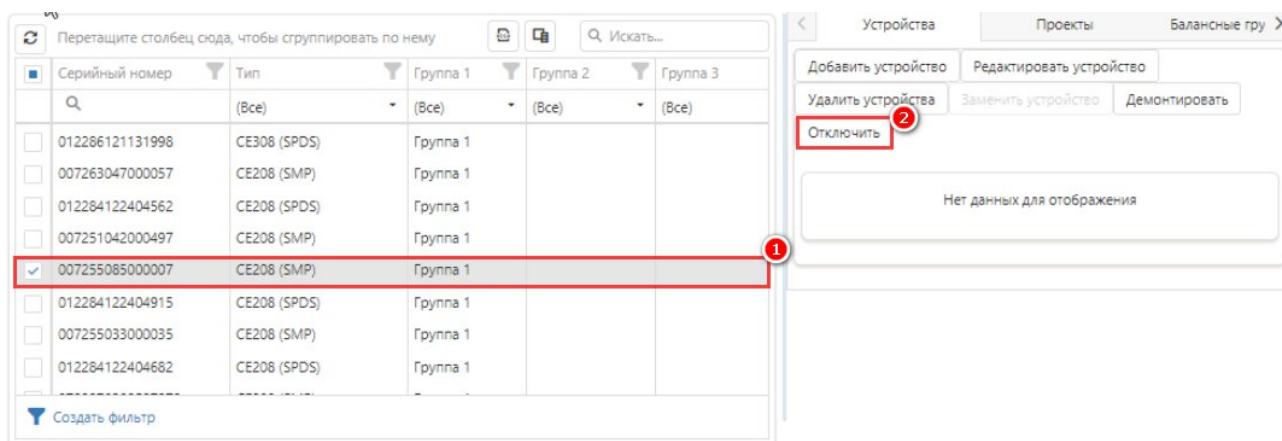 Перетащите столбец сюда, чтобы сгруппировать по нему
Искать...
Серийный номер Тип Группа 1 Группа 2 Группа 3
(Все) (Все) (Все) (Все)
012286121131998 CE308 (SPDS) Группа 1
007263047000057 CE208 (SMP) Группа 1
012284122404562 CE208 (SPDS) Группа 1
007251042000497 CE208 (SMP) Группа 1
007255085000007 CE208 (SMP) Группа 1
1
012284122404915 CE208 (SPDS) Группа 1
007255033000035 CE208 (SMP) Группа 1
012284122404682 CE208 (SPDS) Группа 1
Создать фильтр
Устройства Проекты Балансные гру
Добавить устройство Редактировать устройство
Удалить устройства Заменить устройство Демонтировать
2
Отключить
Нет данных для отображения